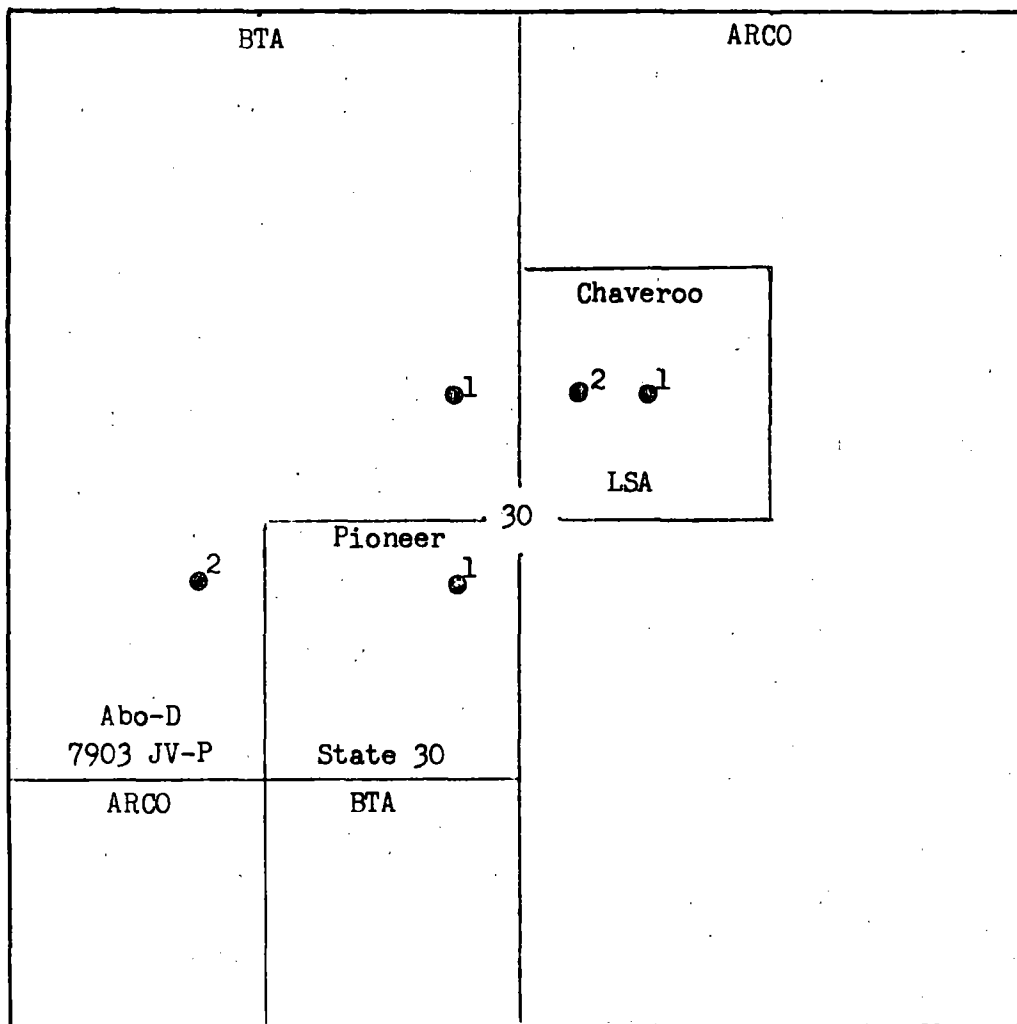 BTA
ARCO
Chaveroo
1
2
1
LSA
30
Pioneer
2
1
Abo-D
7903 JV-P
State 30
ARCO
BTA